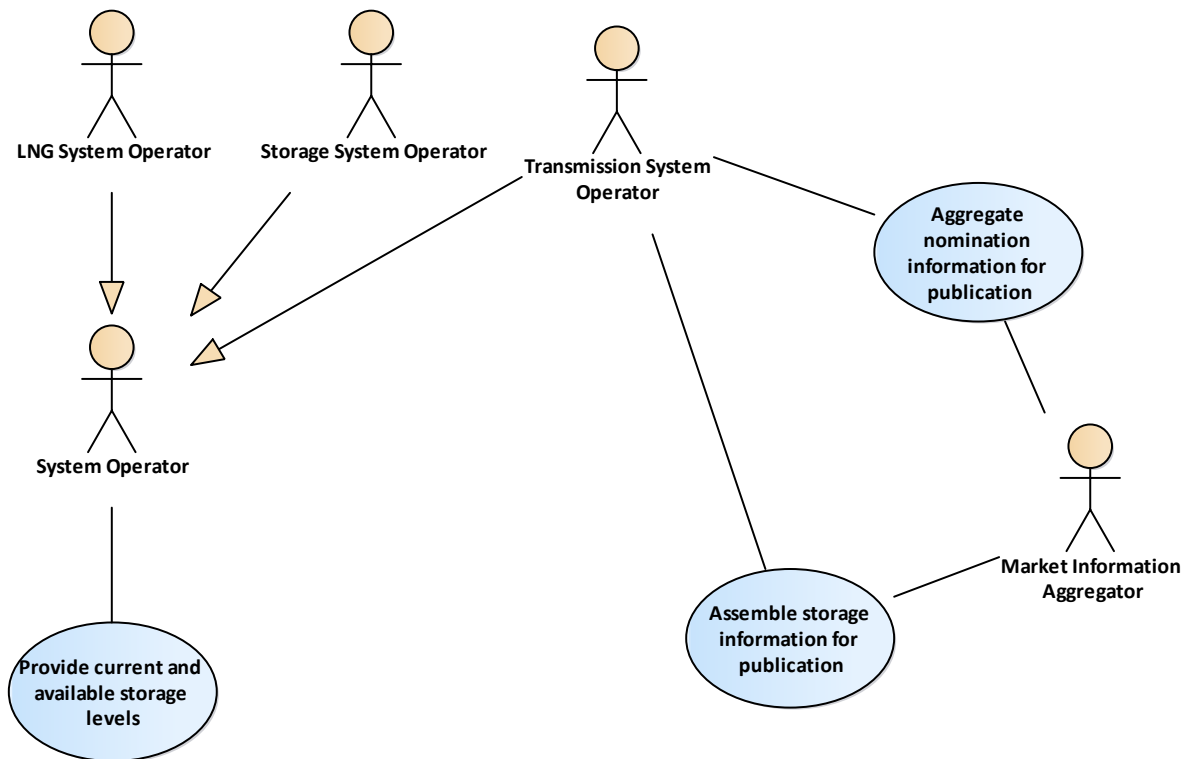 LNG System Operator
Storage System Operator
Transmission System
Operator
Aggregate
nomination
information for
publication
System Operator
Market Information
Aggregator
Assemble storage
information for
publication
Provide current and
available storage
levels